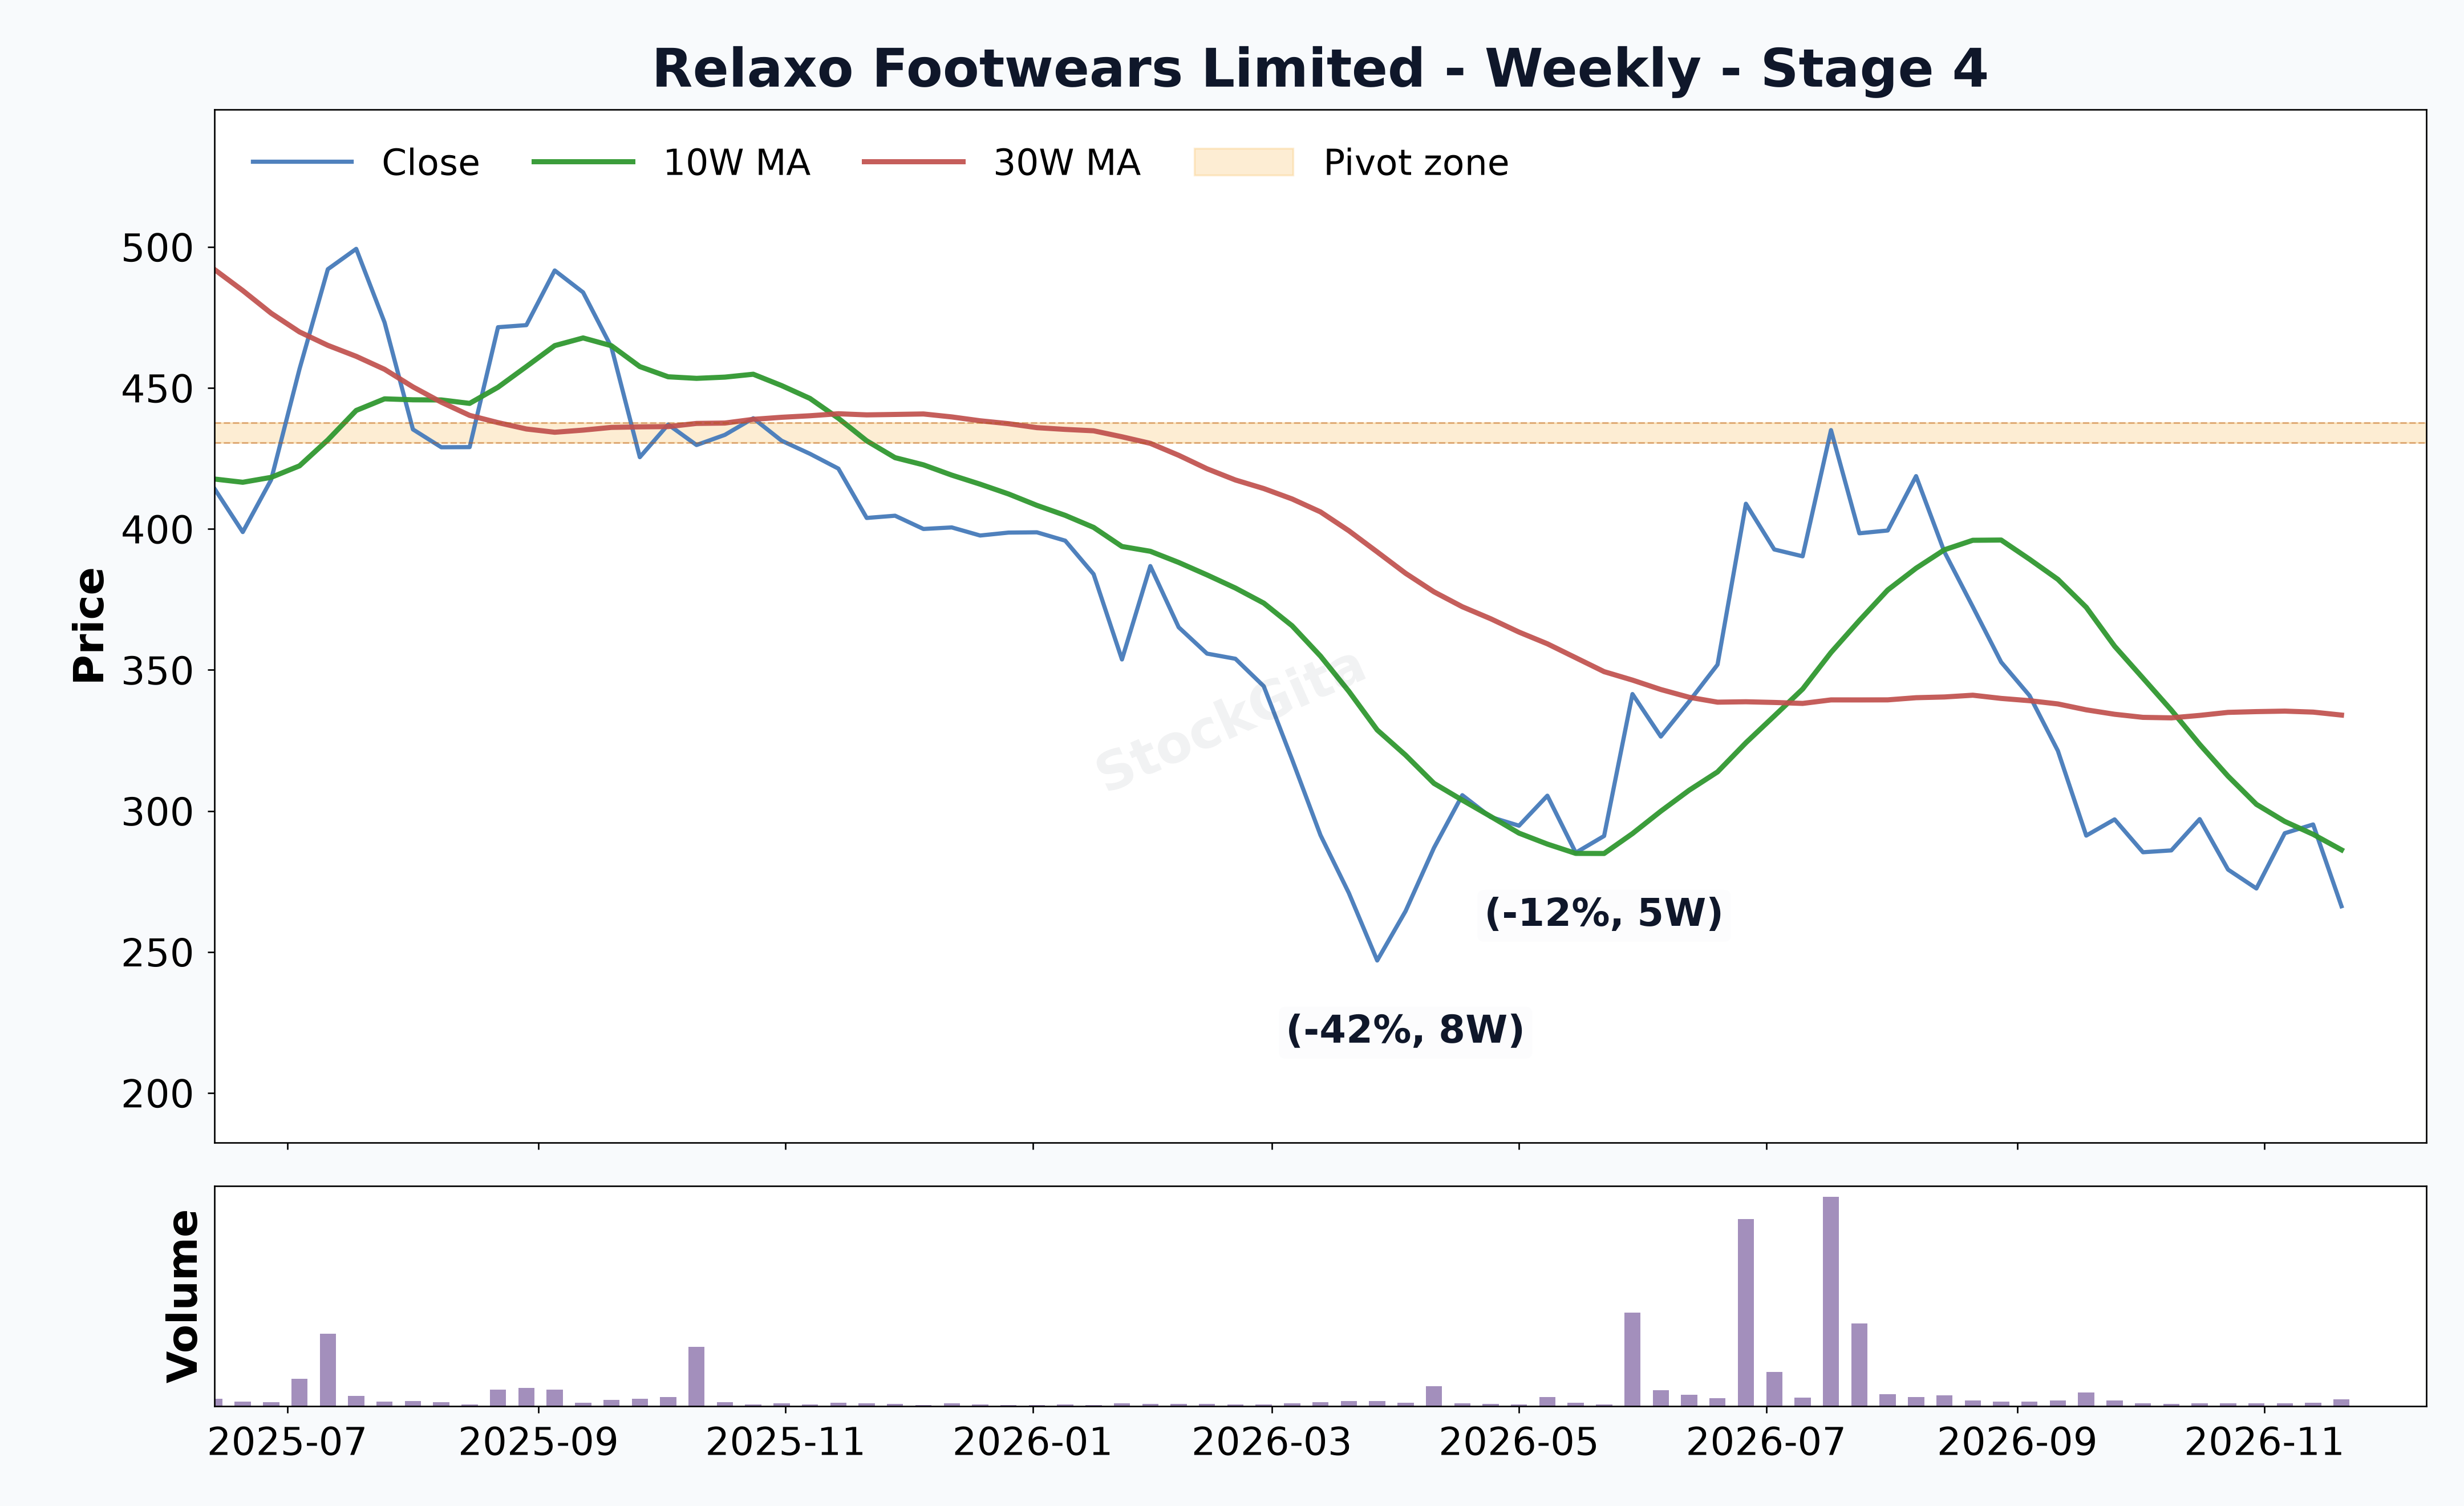 Relaxo Footwears Limited - Weekly - Stage 4
Close 10W MA 30W MA Pivot zone
500
450
400
350
300
250
200
Price
StockGita
(-12%, 5W)
(-42%, 8W)
Volume
2025-07 2025-09 2025-11 2026-01 2026-03 2026-05 2026-07 2026-09 2026-11